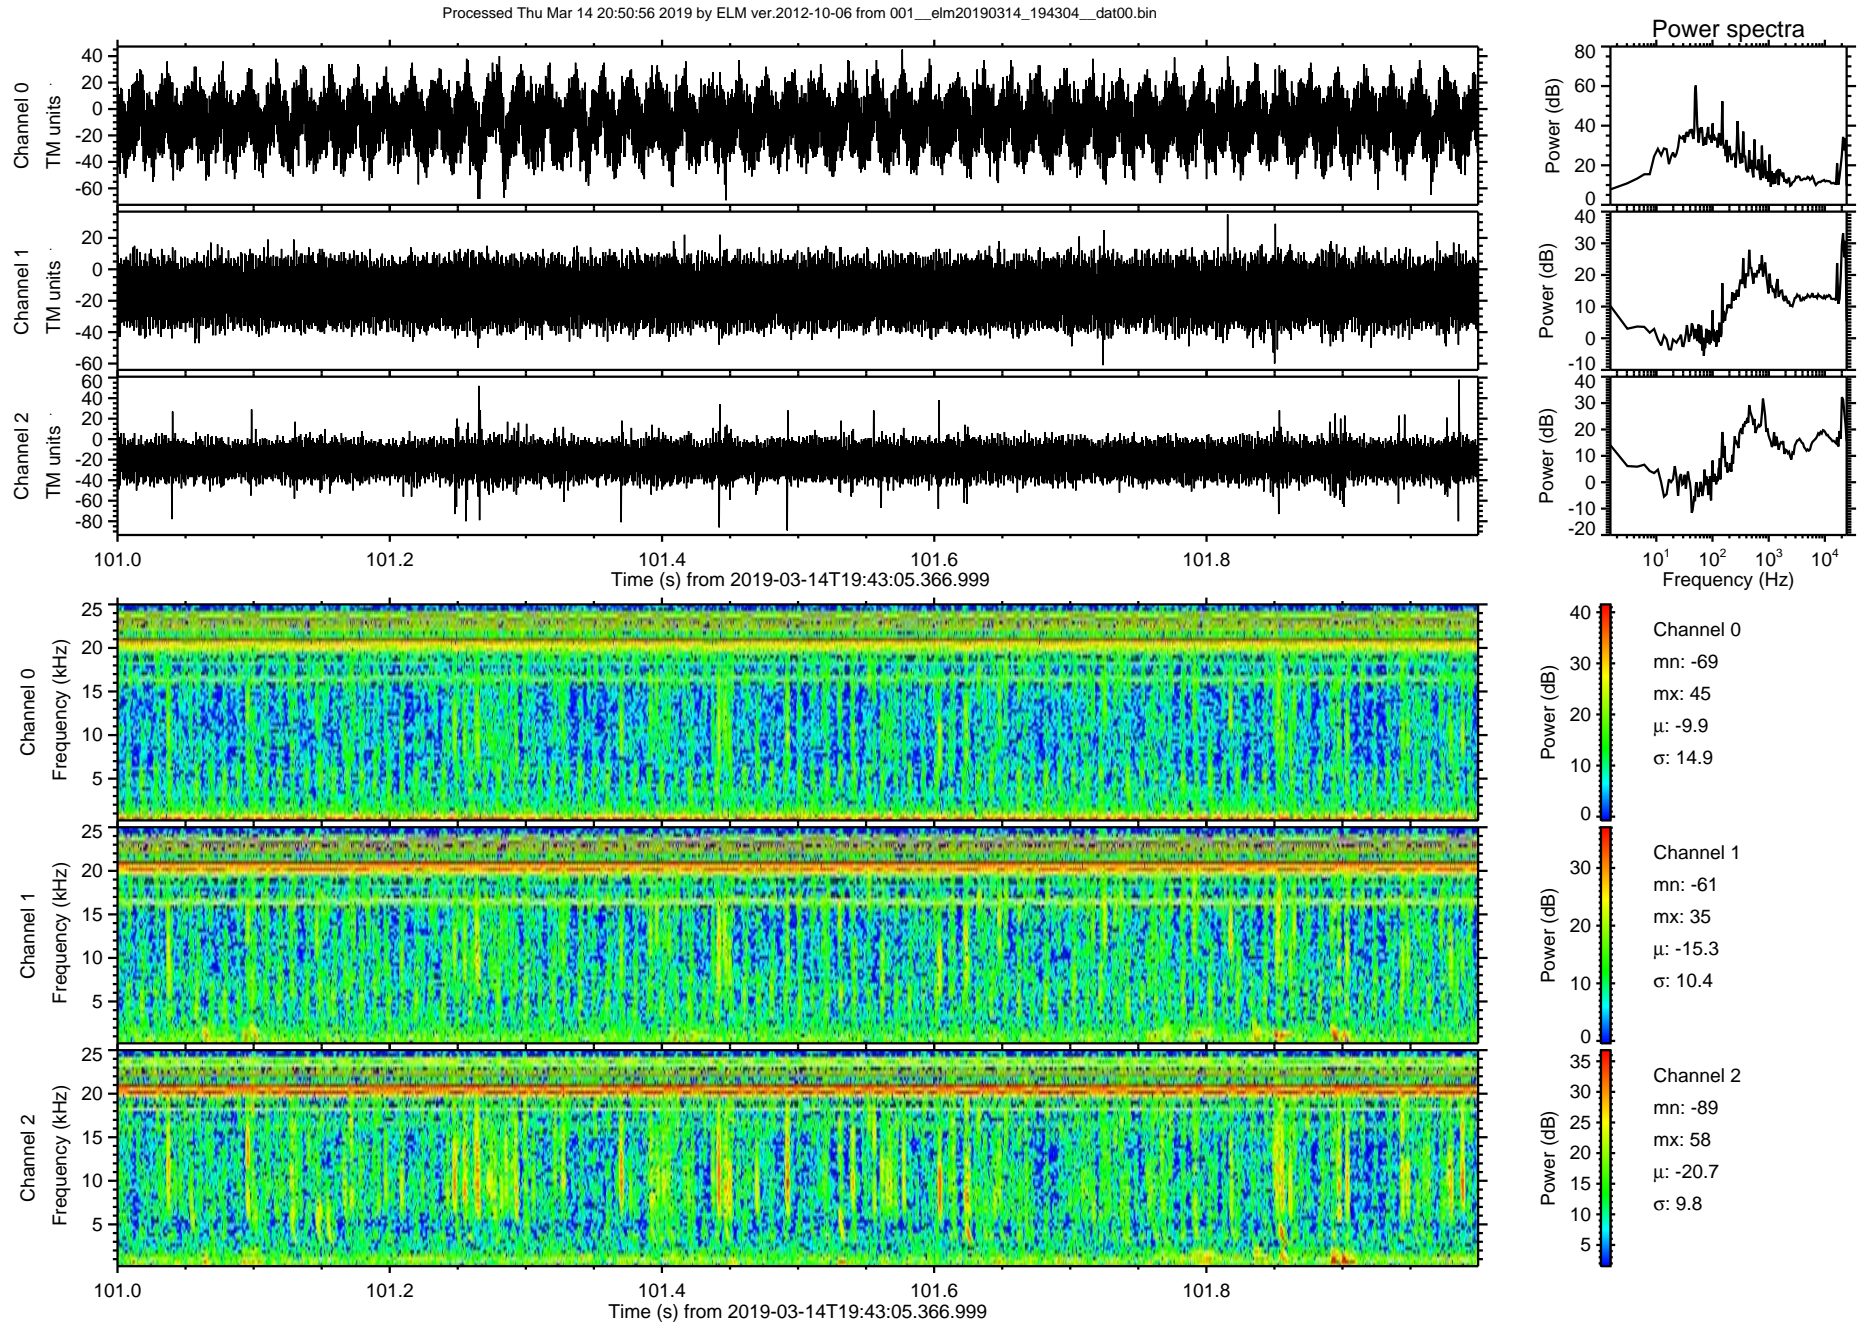 Processed Thu Mar 14 20:50:56 2019 by ELM ver.2012-10-06 from 001__elm20190314_194304__dat00.bin
Power spectra
Channel 0
TM units
40
20
0
-20
-40
-60
Power (dB)
80
60
40
20
0
Channel 1
TM units
20
0
-20
-40
-60
Power (dB)
40
30
20
10
0
-10
Channel 2
TM units
60
40
20
0
-20
-40
-60
-80
Power (dB)
40
30
20
10
0
-10
-20
101.0 101.2 101.4 101.6 101.8
Time (s) from 2019-03-14T19:43:05.366.999
10¹ 10² 10³ 10⁴
Frequency (Hz)
Channel 0
Frequency (kHz)
25
20
15
10
5
Power (dB)
40
30
20
10
0
Channel 0
mn: -69
mx: 45
μ: -9.9
σ: 14.9
Channel 1
Frequency (kHz)
25
20
15
10
5
Power (dB)
30
20
10
0
Channel 1
mn: -61
mx: 35
μ: -15.3
σ: 10.4
Channel 2
Frequency (kHz)
25
20
15
10
5
Power (dB)
35
30
25
20
15
10
5
Channel 2
mn: -89
mx: 58
μ: -20.7
σ: 9.8
101.0 101.2 101.4 101.6 101.8
Time (s) from 2019-03-14T19:43:05.366.999